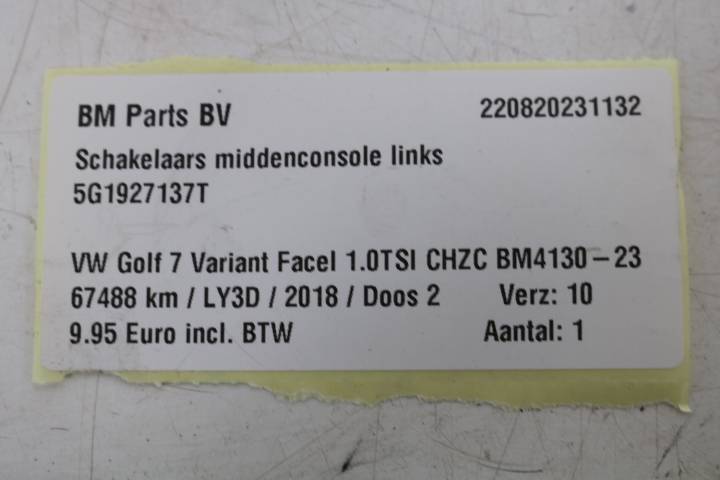 BM Parts BV 220820231132
Schakelaars middenconsole links
5G1927137T
VW Golf 7 Variant Facel 1.0TSI CHZC BM4130-23
67488 km / LY3D / 2018 / Doos 2 Verz: 10
9.95 Euro incl. BTW Aantal: 1